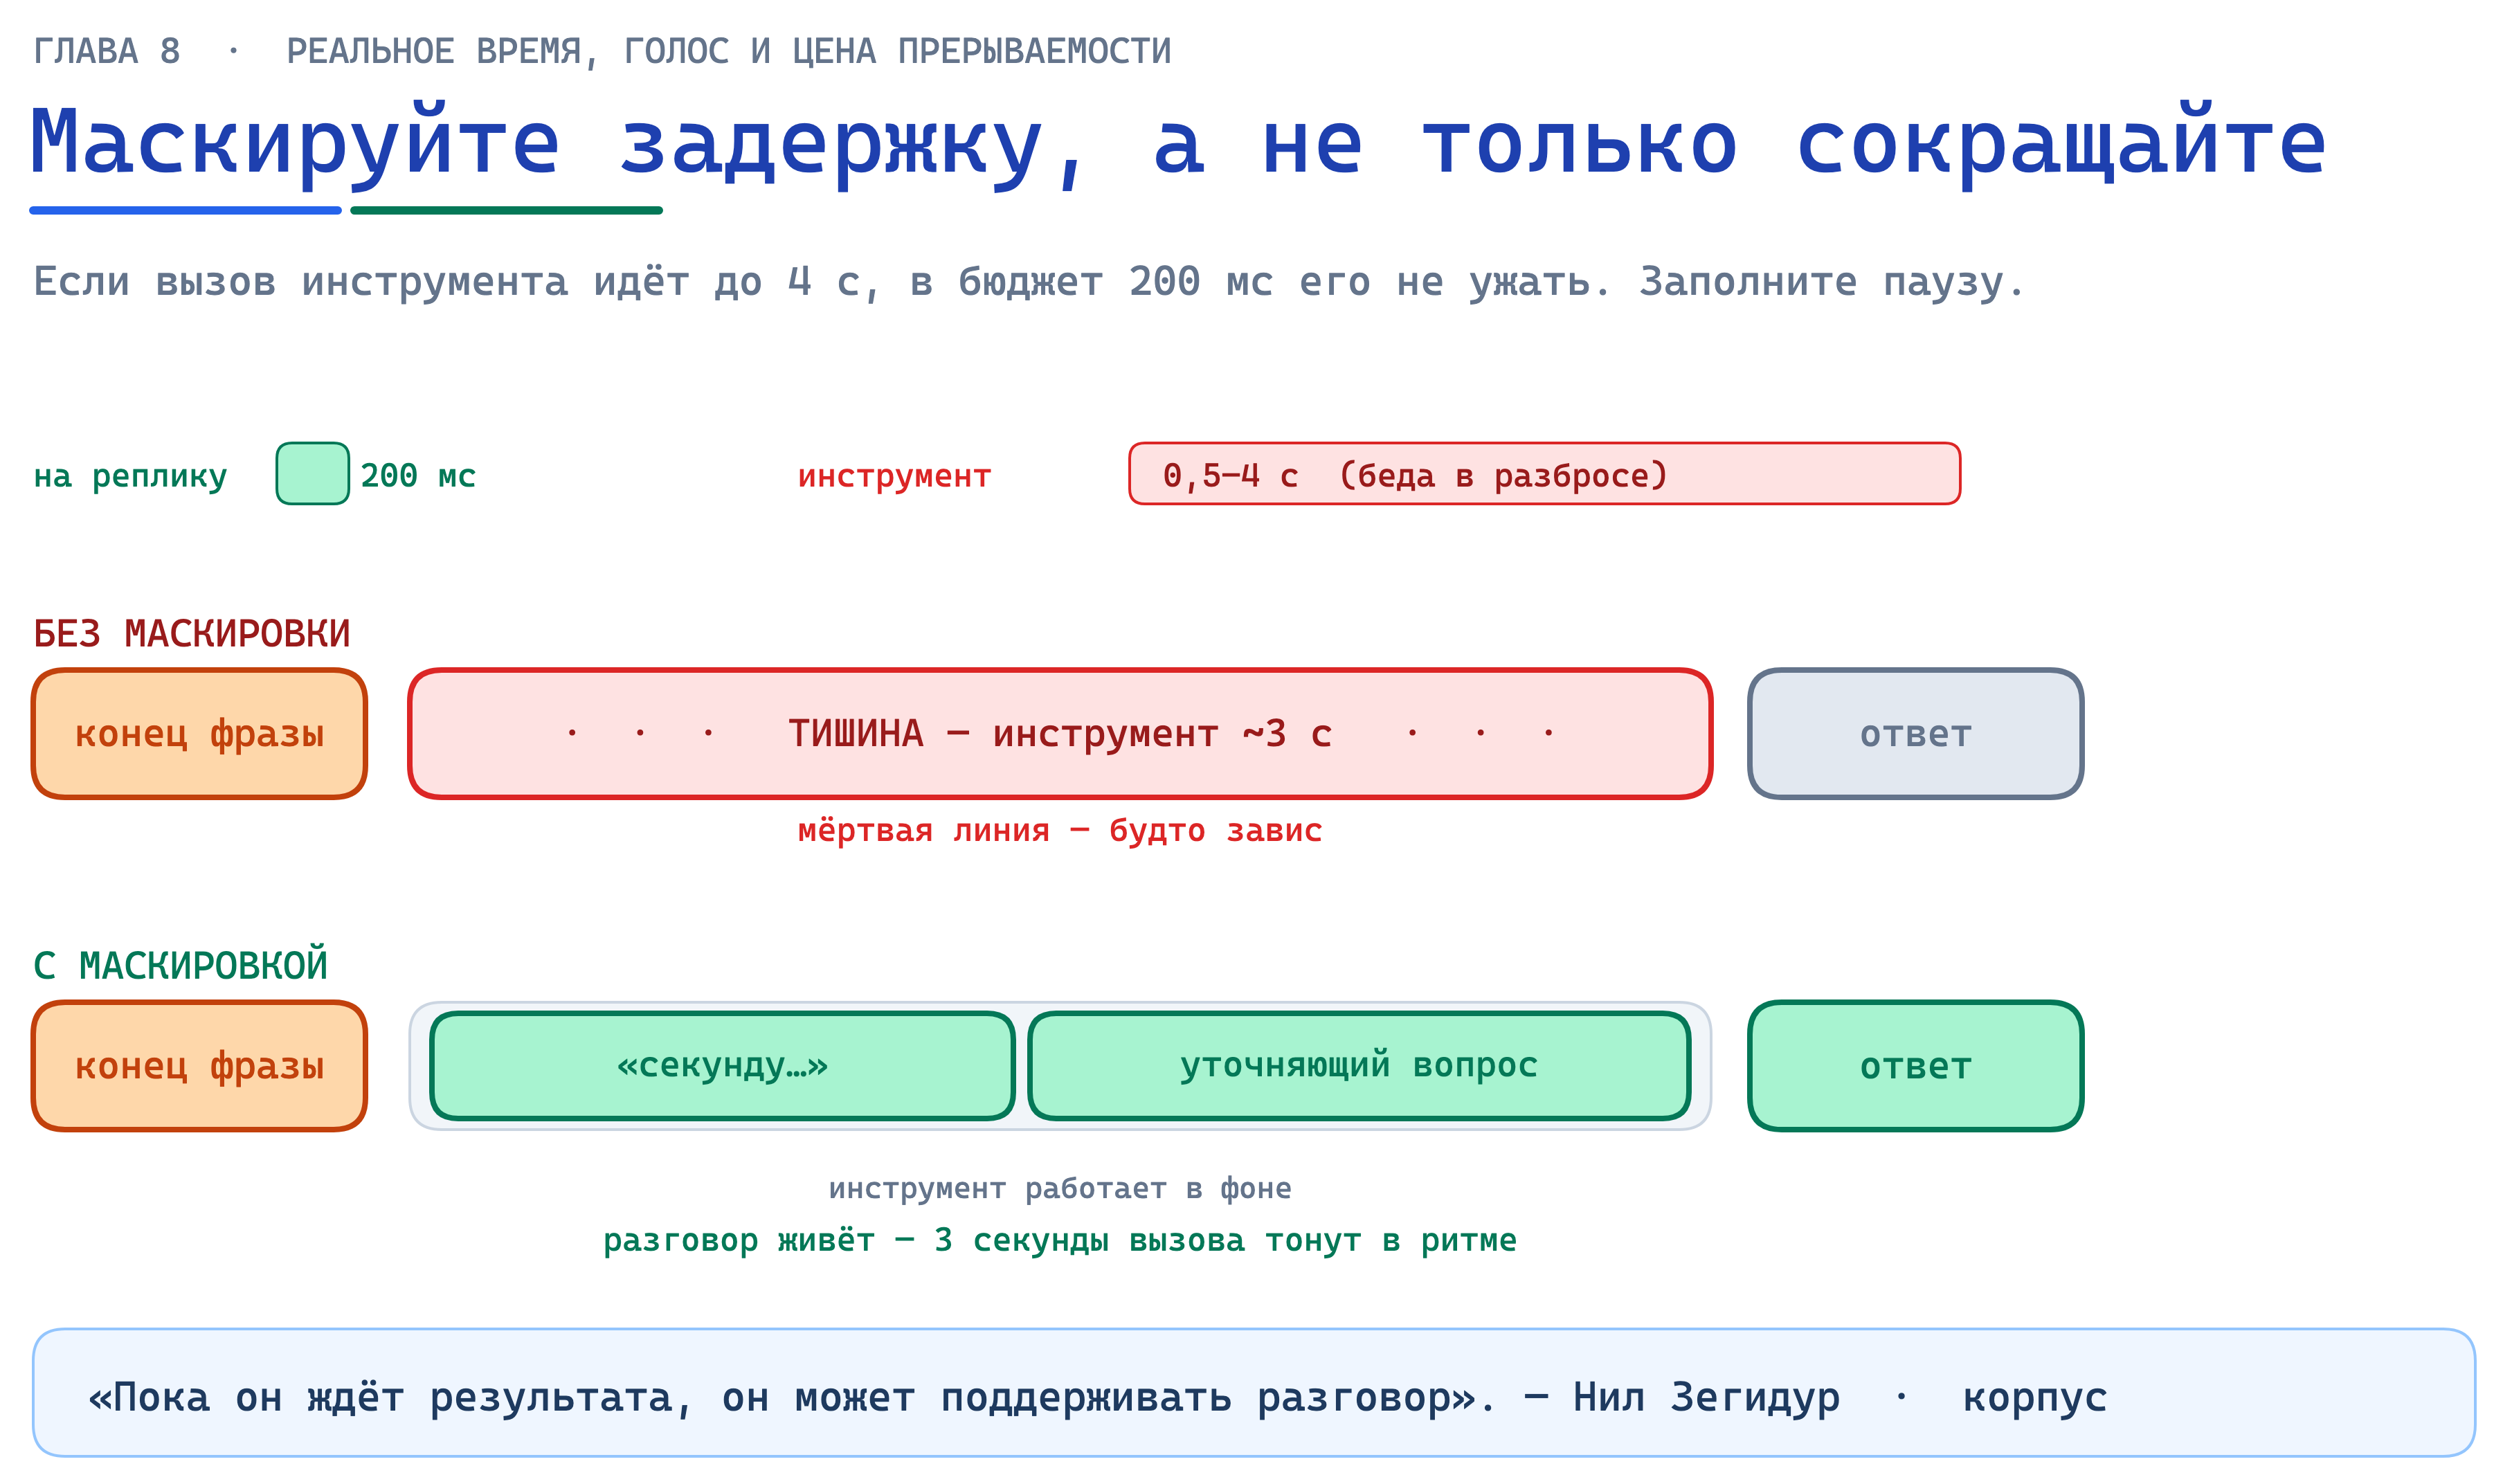 ГЛАВА 8 · РЕАЛЬНОЕ ВРЕМЯ, ГОЛОС И ЦЕНА ПРЕРЫВАЕМОСТИ
Маскируйте задержку, а не только сокращайте
Если вызов инструмента идёт до 4 с, в бюджет 200 мс его не ужать. Заполните паузу.
на реплику 200 мс инструмент 0,5–4 с (беда в разбросе)
БЕЗ МАСКИРОВКИ
конец фразы · · · ТИШИНА — инструмент ~3 с · · · ответ
мёртвая линия — будто завис
С МАСКИРОВКОЙ
конец фразы «секунду…» уточняющий вопрос ответ
инструмент работает в фоне
разговор живёт — 3 секунды вызова тонут в ритме
«Пока он ждёт результата, он может поддерживать разговор». — Нил Зегидур · корпус